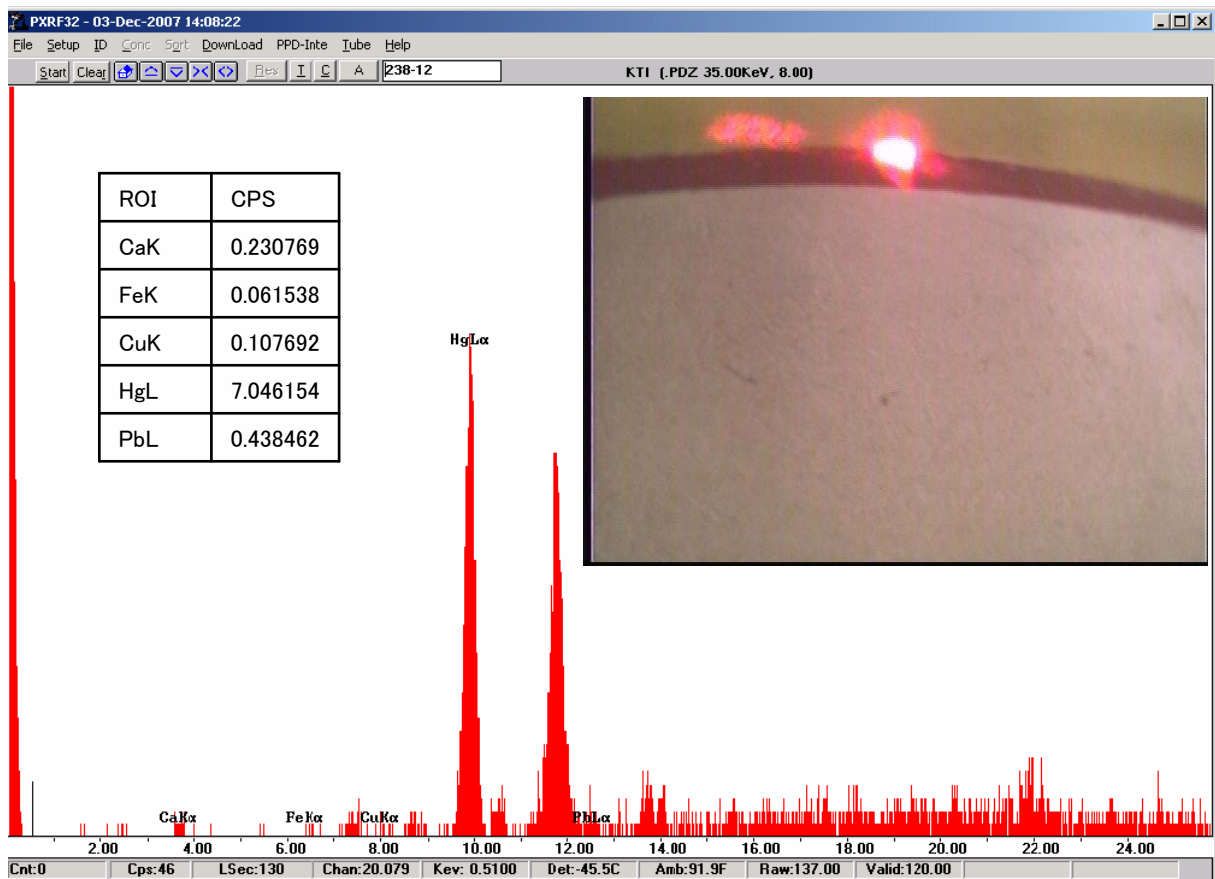 PXRF32 - 03-Dec-2007 14:08:22
File Setup ID Conc Sort DownLoad PPD-Inte Tube Help
Start Clear Res I C A 238-12 KTI (.PDZ 35.00KeV, 8.00)
ROI CPS
CaK 0.230769
FeK 0.061538
CuK 0.107692
HgL 7.046154
PbL 0.438462
HgLα
CaKα FeKα CuKα PbLα
2.00 4.00 6.00 8.00 10.00 12.00 14.00 16.00 18.00 20.00 22.00 24.00
Cnt:0 Cps:46 LSec:130 Chan:20.079 Kev: 0.5100 Det:-45.5C Amb:91.9F Raw:137.00 Valid:120.00